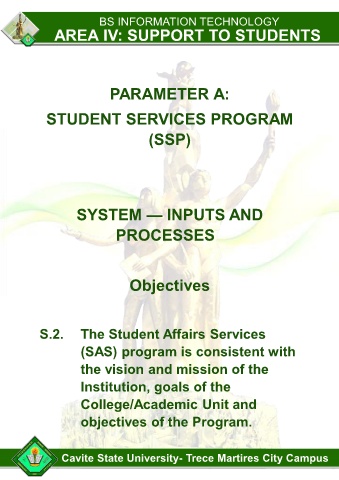 BS INFORMATION TECHNOLOGY
AREA IV: SUPPORT TO STUDENTS
PARAMETER A:
STUDENT SERVICES PROGRAM
(SSP)
SYSTEM — INPUTS AND
PROCESSES
Objectives
S.2. The Student Affairs Services
(SAS) program is consistent with
the vision and mission of the
Institution, goals of the
College/Academic Unit and
objectives of the Program.
Cavite State University- Trece Martires City Campus